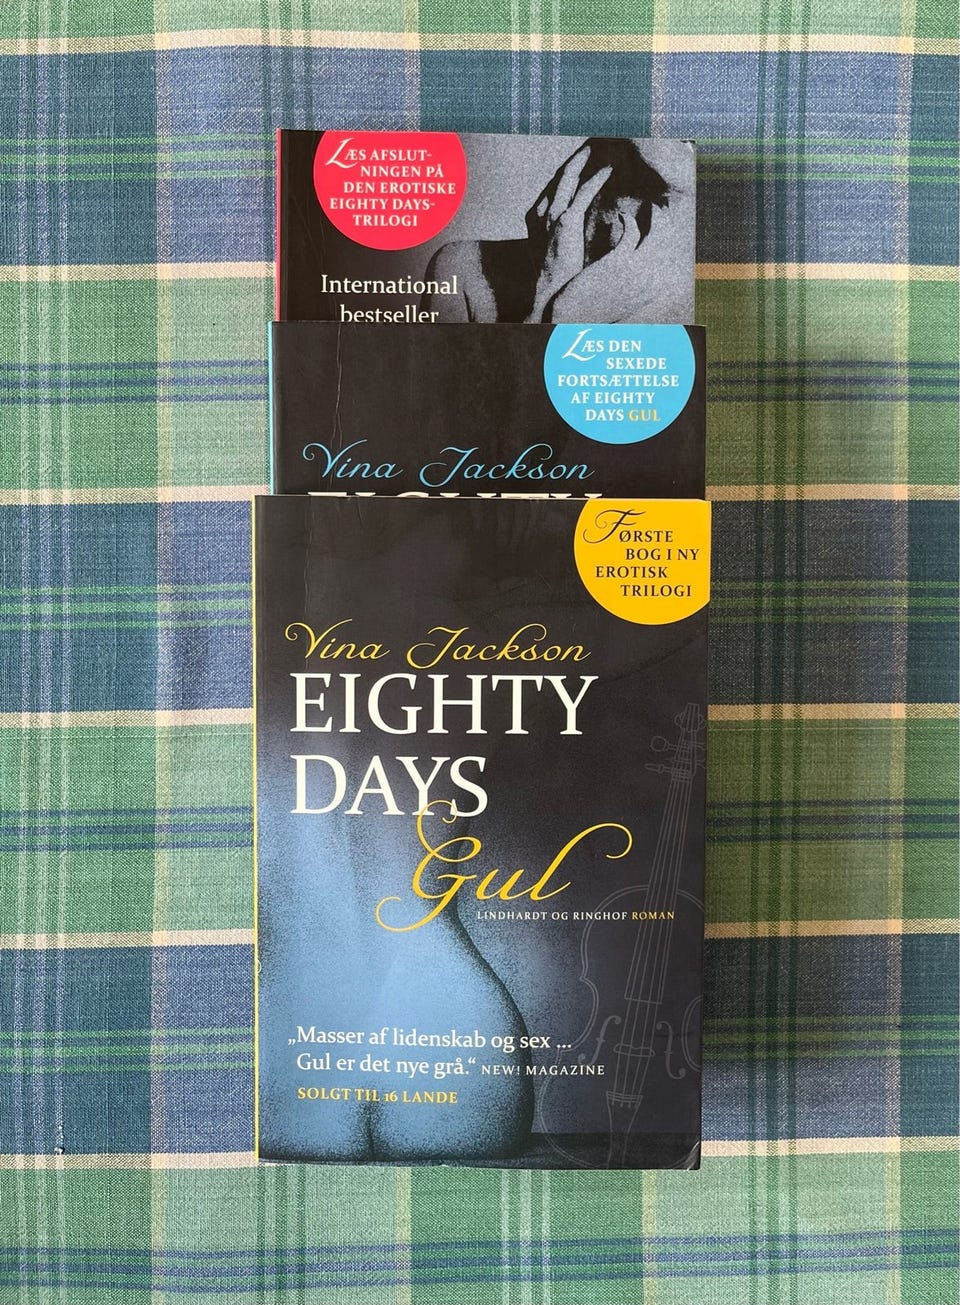 LÆS AFSLUT-
NINGEN PÅ
DEN EROTISKE
EIGHTY DAYS-
TRILOGI
International
bestseller
LÆS DEN
SEXEDE
FORTSÆTTELSE
AF EIGHTY
DAYS GUL
Vina Jackson
EIGHTY
FØRSTE
BOG I NY
EROTISK
TRILOGI
Vina Jackson
EIGHTY
DAYS
Gul
LINDHARDT OG RINGHOF ROMAN
„Masser af lidenskab og sex ...
Gul er det nye grå.“ NEW! MAGAZINE
SOLGT TIL 16 LANDE